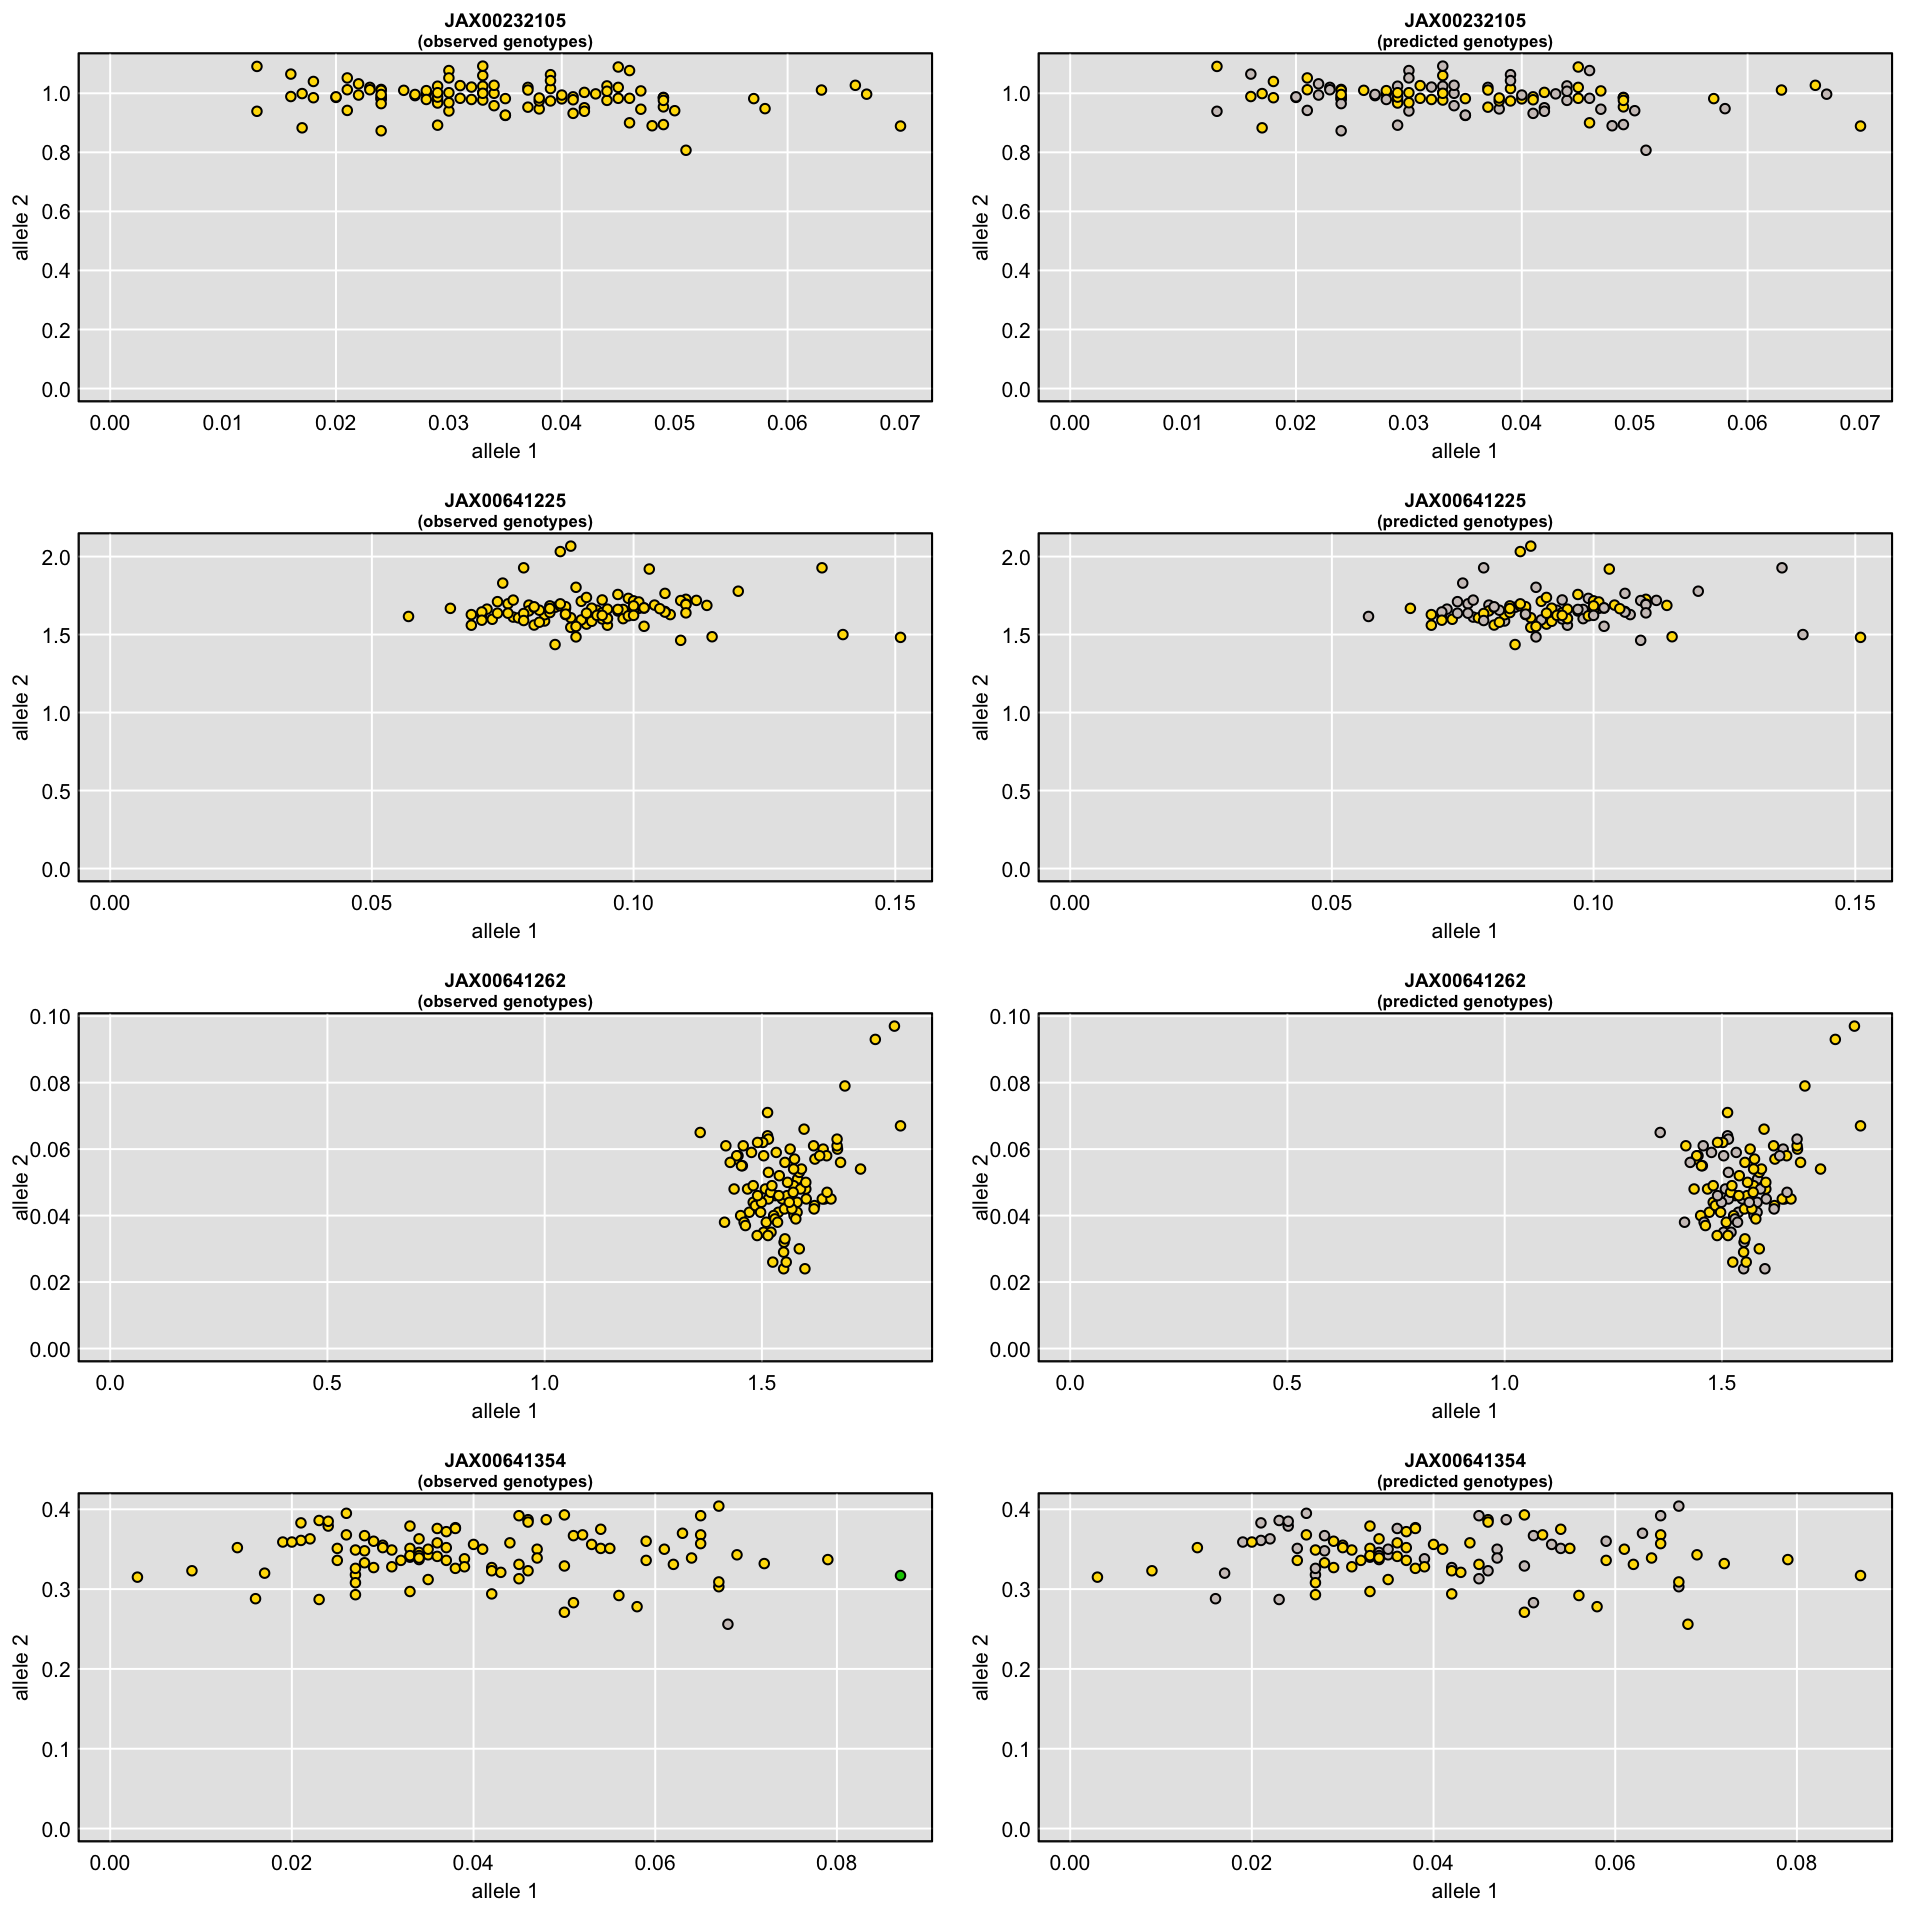 JAX00232105
(observed genotypes)
allele 2
1.0
0.8
0.6
0.4
0.2
0.0
0.00 0.01 0.02 0.03 0.04 0.05 0.06 0.07
allele 1
JAX00232105
(predicted genotypes)
allele 2
1.0
0.8
0.6
0.4
0.2
0.0
0.00 0.01 0.02 0.03 0.04 0.05 0.06 0.07
allele 1
JAX00641225
(observed genotypes)
allele 2
2.0
1.5
1.0
0.5
0.0
0.00 0.05 0.10 0.15
allele 1
JAX00641225
(predicted genotypes)
allele 2
2.0
1.5
1.0
0.5
0.0
0.00 0.05 0.10 0.15
allele 1
JAX00641262
(observed genotypes)
allele 2
0.10
0.08
0.06
0.04
0.02
0.00
0.0 0.5 1.0 1.5
allele 1
JAX00641262
(predicted genotypes)
allele 2
0.10
0.08
0.06
0.04
0.02
0.00
0.0 0.5 1.0 1.5
allele 1
JAX00641354
(observed genotypes)
allele 2
0.4
0.3
0.2
0.1
0.0
0.00 0.02 0.04 0.06 0.08
allele 1
JAX00641354
(predicted genotypes)
allele 2
0.4
0.3
0.2
0.1
0.0
0.00 0.02 0.04 0.06 0.08
allele 1